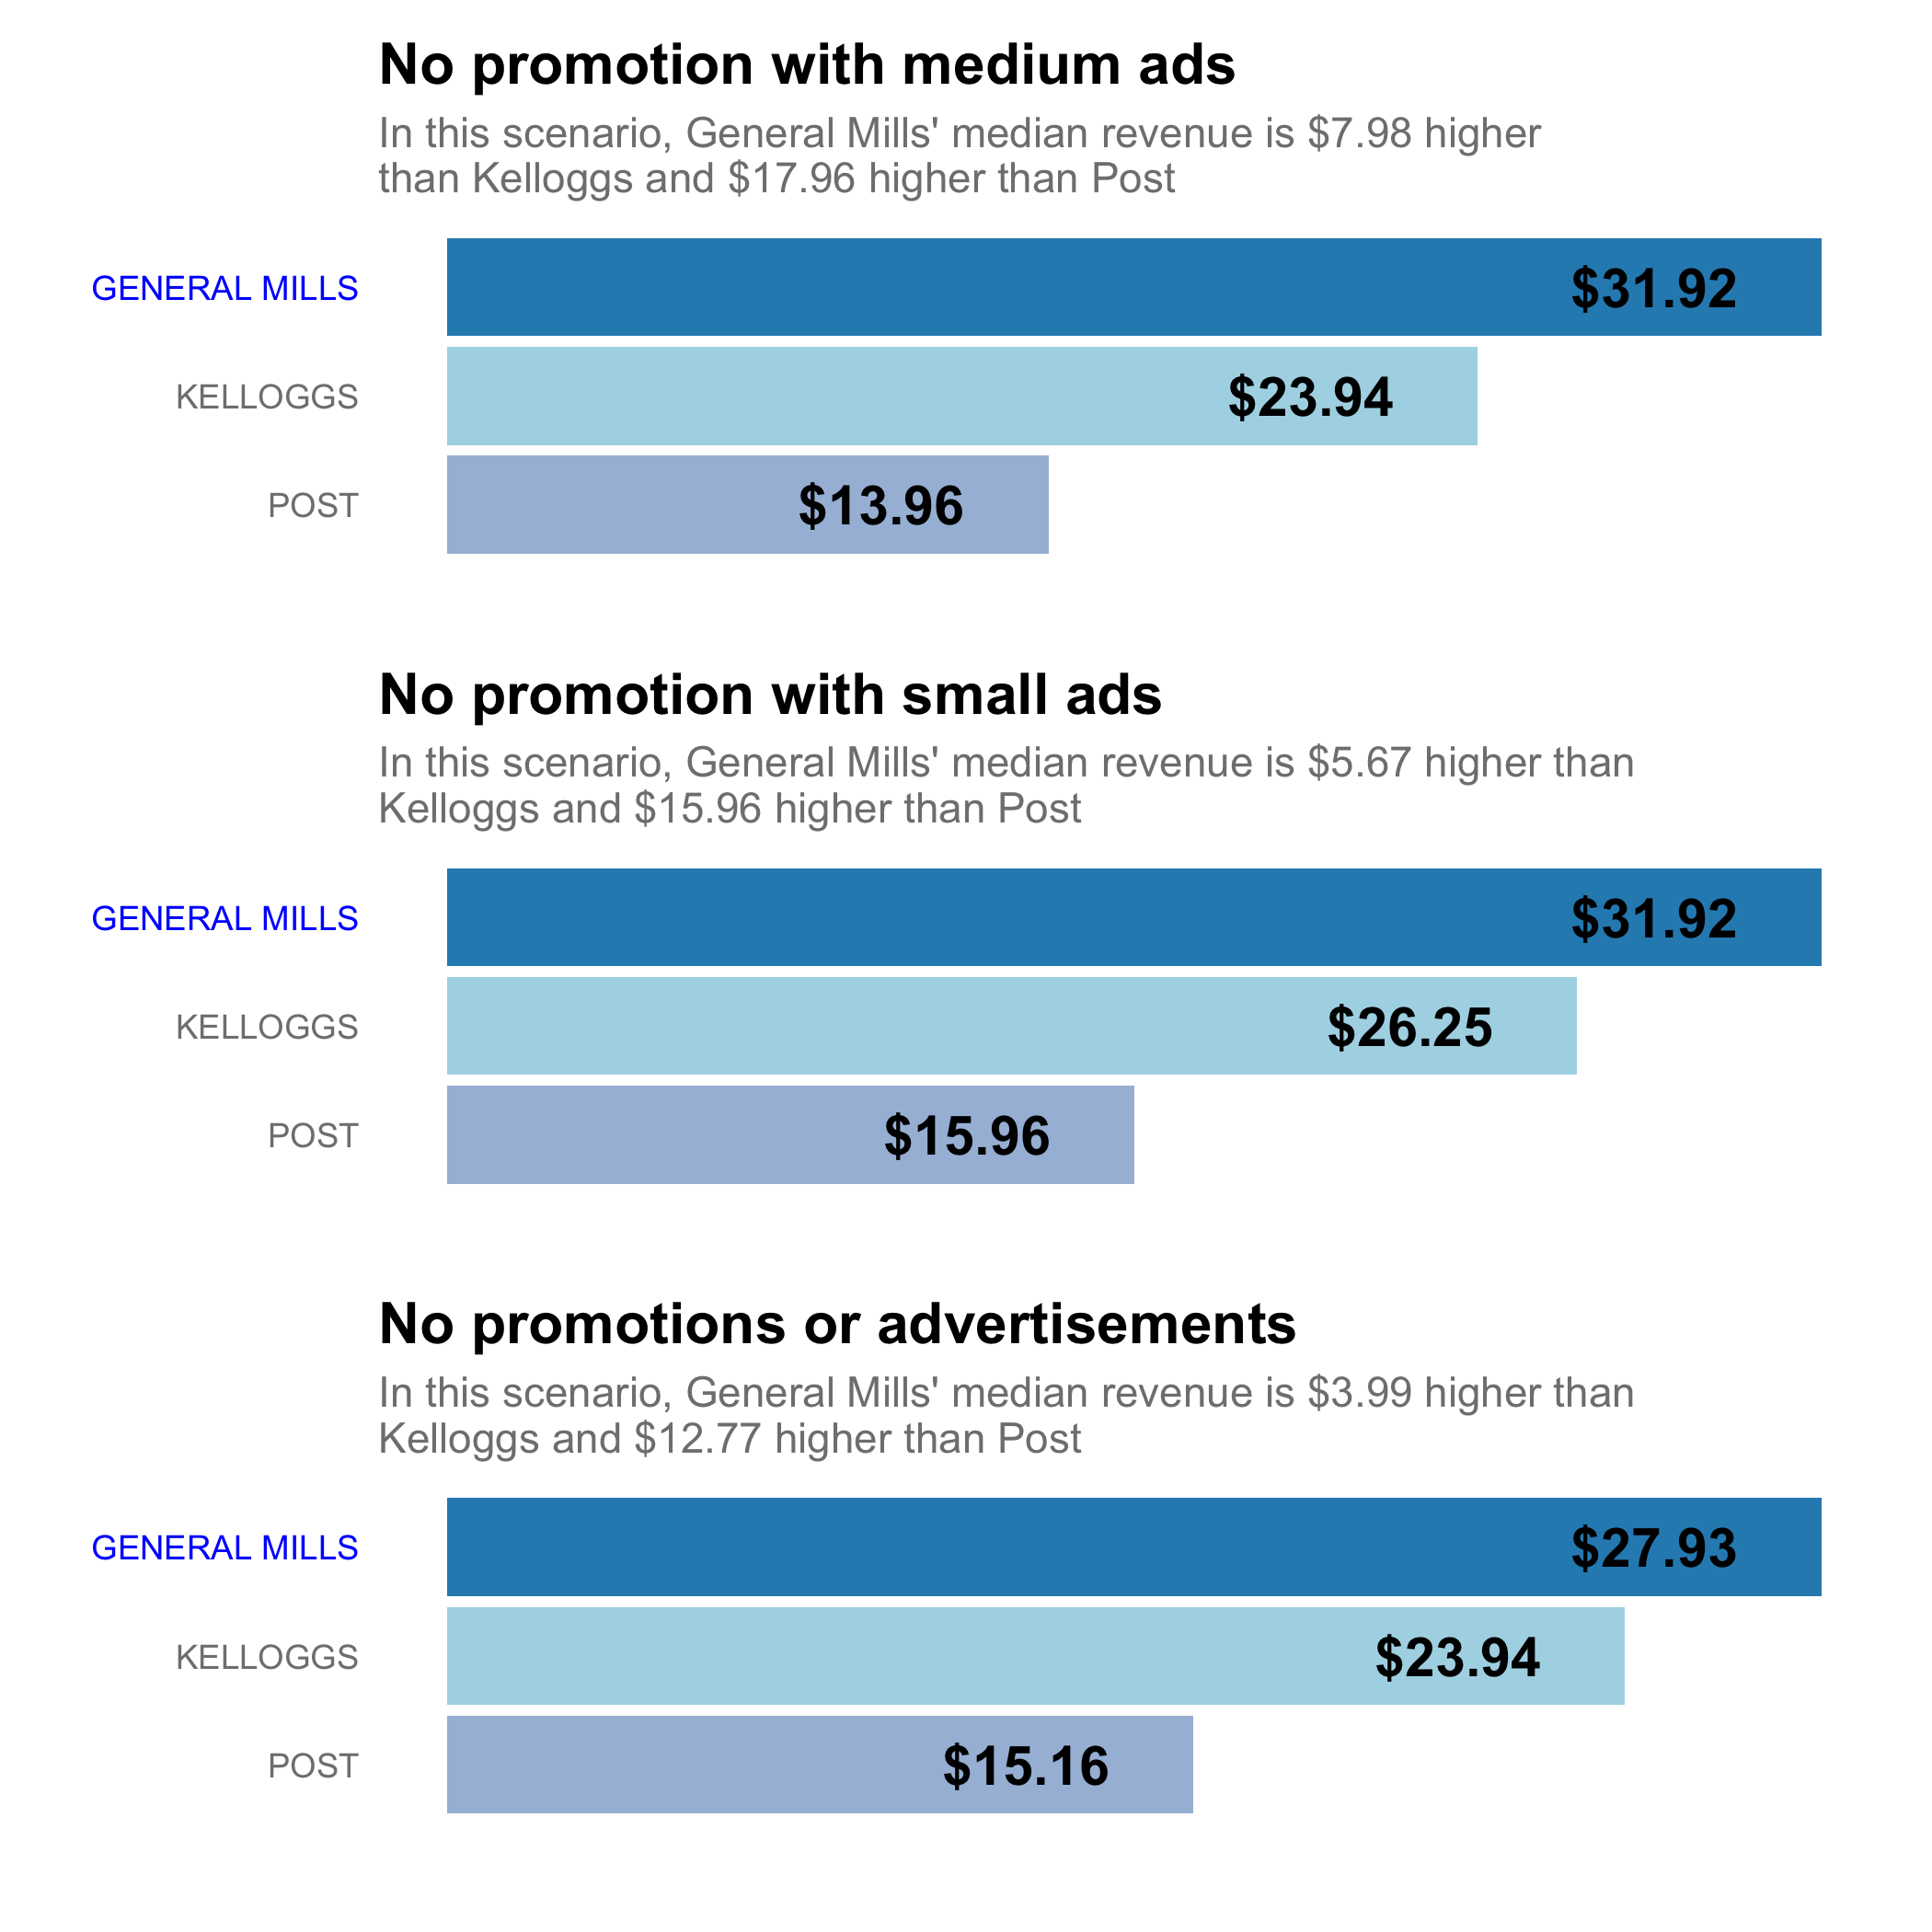 No promotion with medium ads
In this scenario, General Mills' median revenue is $7.98 higher
than Kelloggs and $17.96 higher than Post
GENERAL MILLS
$31.92
KELLOGGS
$23.94
POST
$13.96
No promotion with small ads
In this scenario, General Mills' median revenue is $5.67 higher than
Kelloggs and $15.96 higher than Post
GENERAL MILLS
$31.92
KELLOGGS
$26.25
POST
$15.96
No promotions or advertisements
In this scenario, General Mills' median revenue is $3.99 higher than
Kelloggs and $12.77 higher than Post
GENERAL MILLS
$27.93
KELLOGGS
$23.94
POST
$15.16